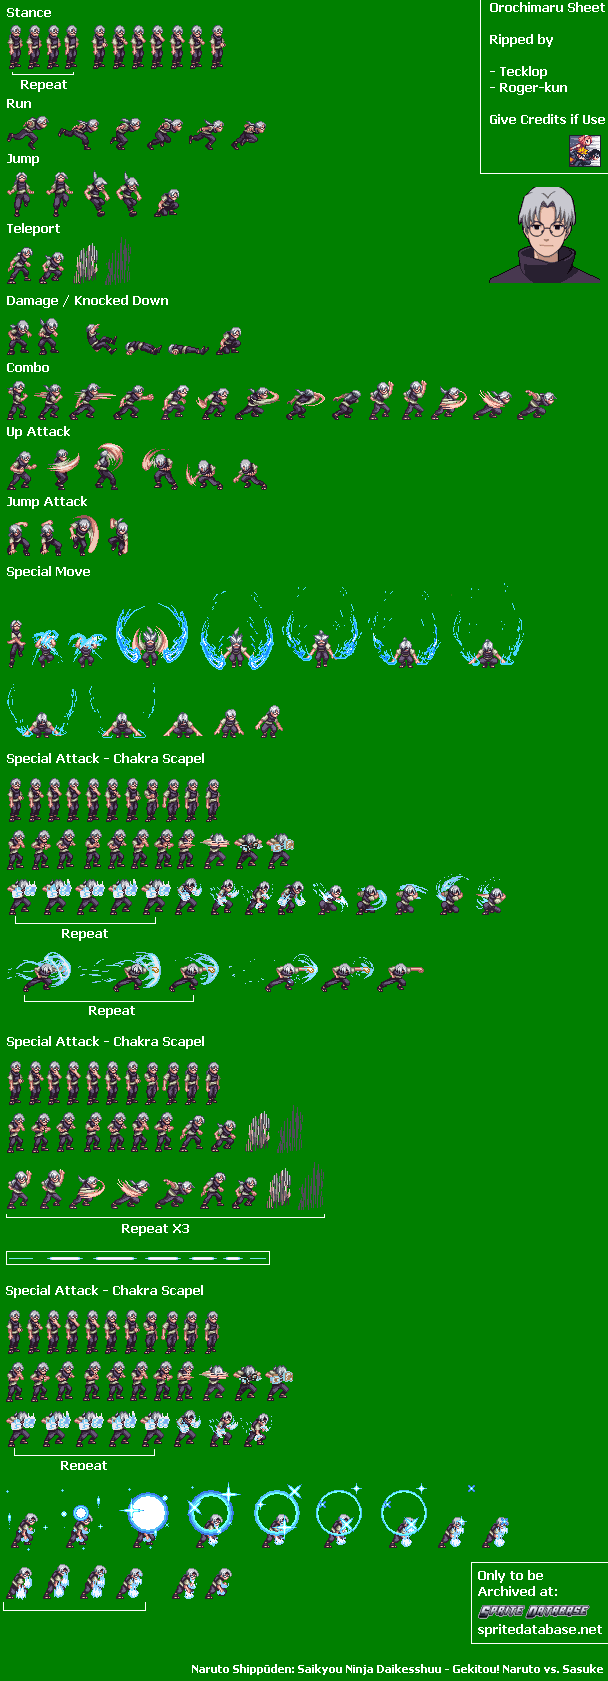 Stance
Orochimaru Sheet
Ripped by
- Tecklop
- Roger-kun
Give Credits if Use
Repeat
Run
Jump
Teleport
Damage / Knocked Down
Combo
Up Attack
Jump Attack
Special Move
Special Attack - Chakra Scapel
Repeat
Repeat
Special Attack - Chakra Scapel
Repeat X3
Special Attack - Chakra Scapel
Repeat
Only to be
Archived at:
SPRITE DATABASE
spritedatabase.net
Naruto Shippüden: Saikyou Ninja Daikesshuu - Gekitou! Naruto vs. Sasuke